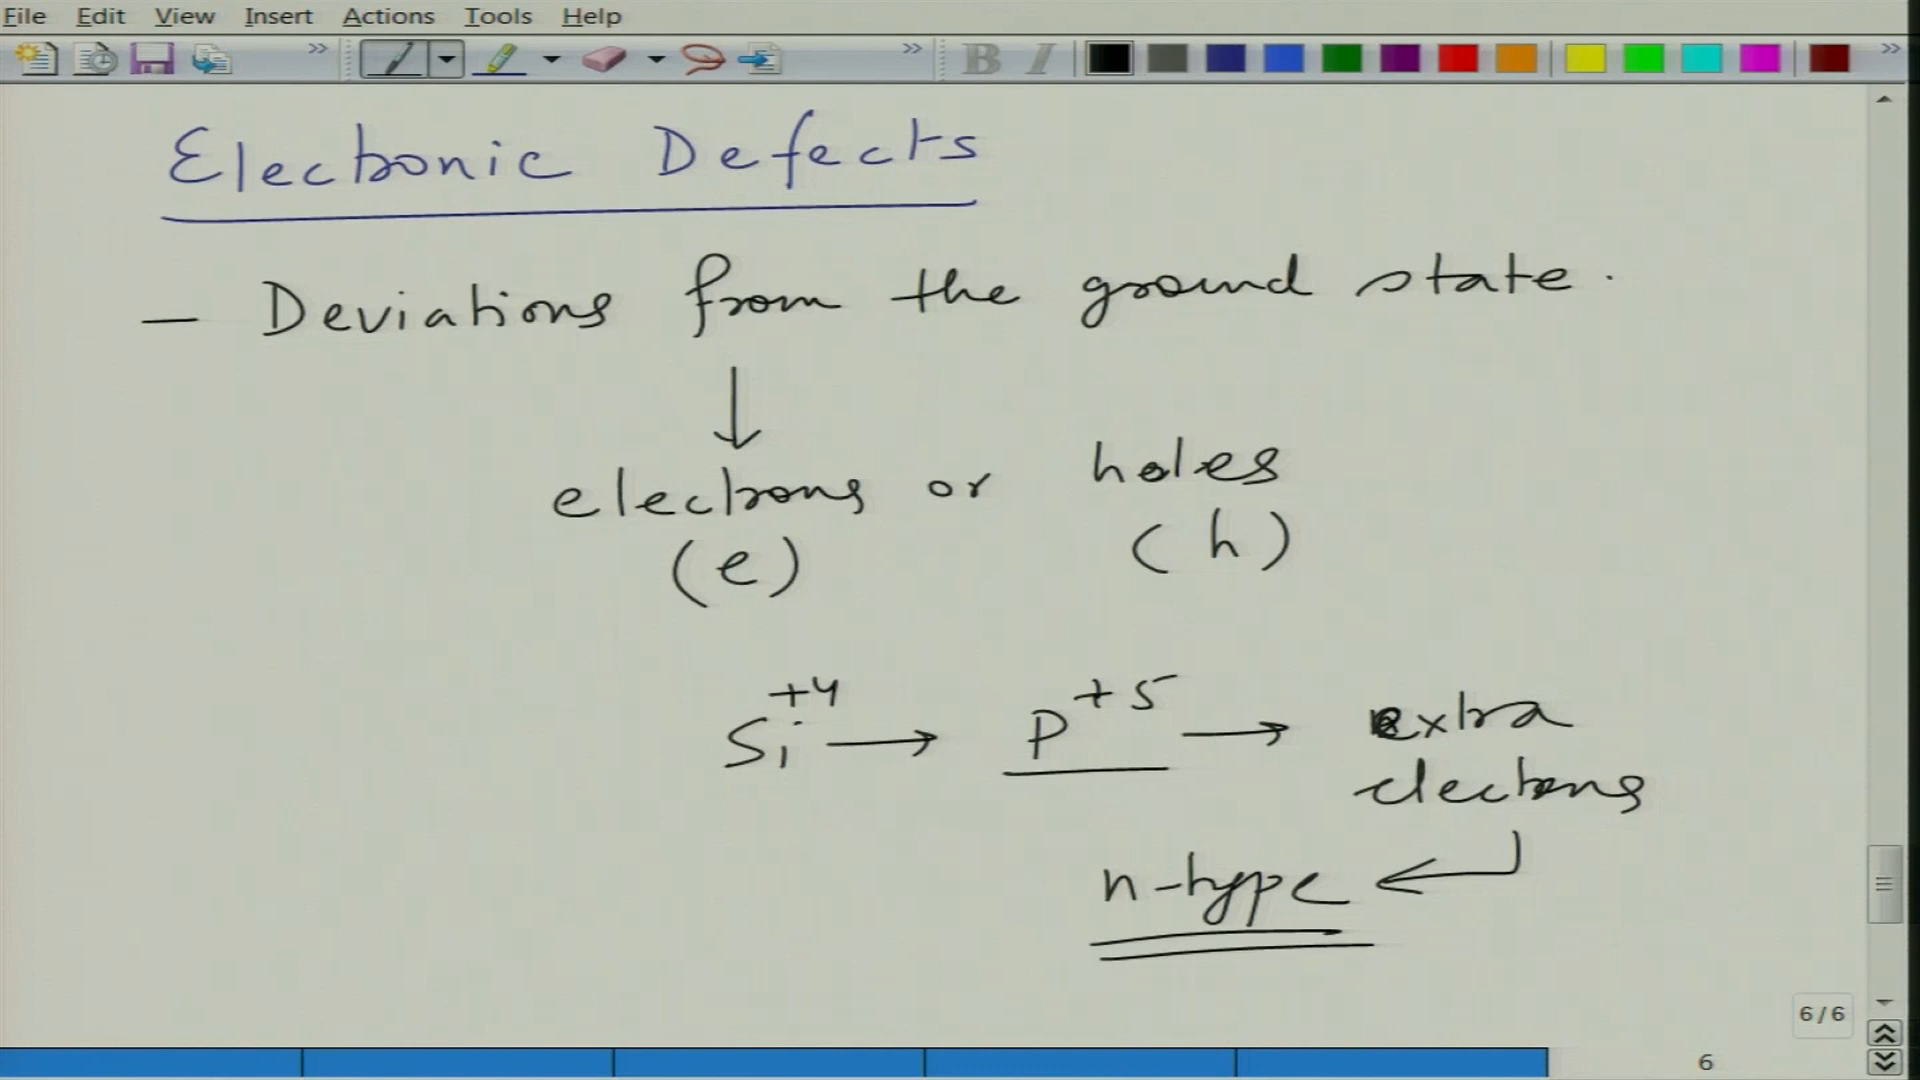 File Edit View Insert Actions Tools Help
B I
Electronic Defects
— Deviations from the ground state.
↓
electrons or holes
(e) (h)
Si+4 → P+5 → extra
electrons
n-type ←
6/6
6